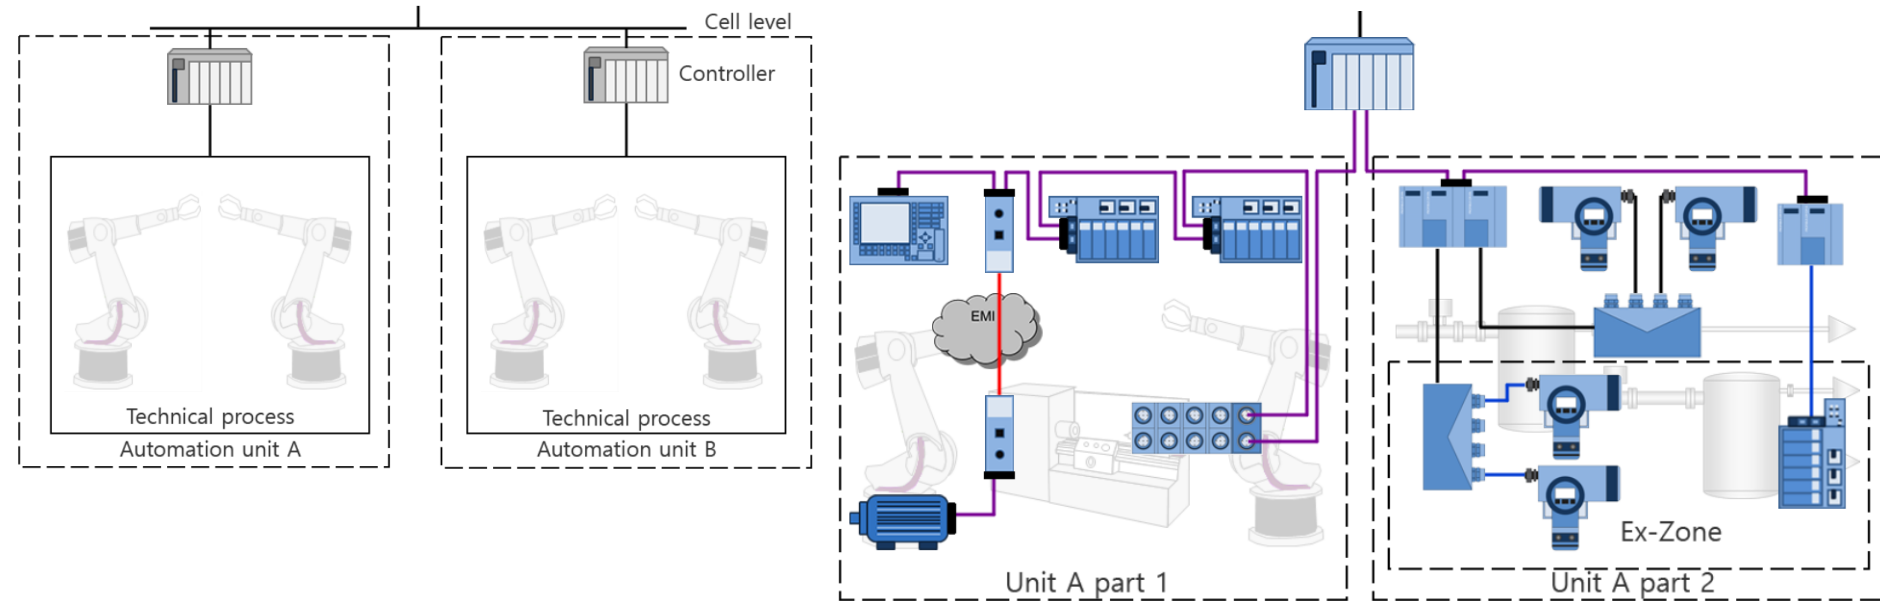 Cell level
Controller
Technical process
Automation unit A
Technical process
Automation unit B
EMI
Unit A part 1
Ex-Zone
Unit A part 2